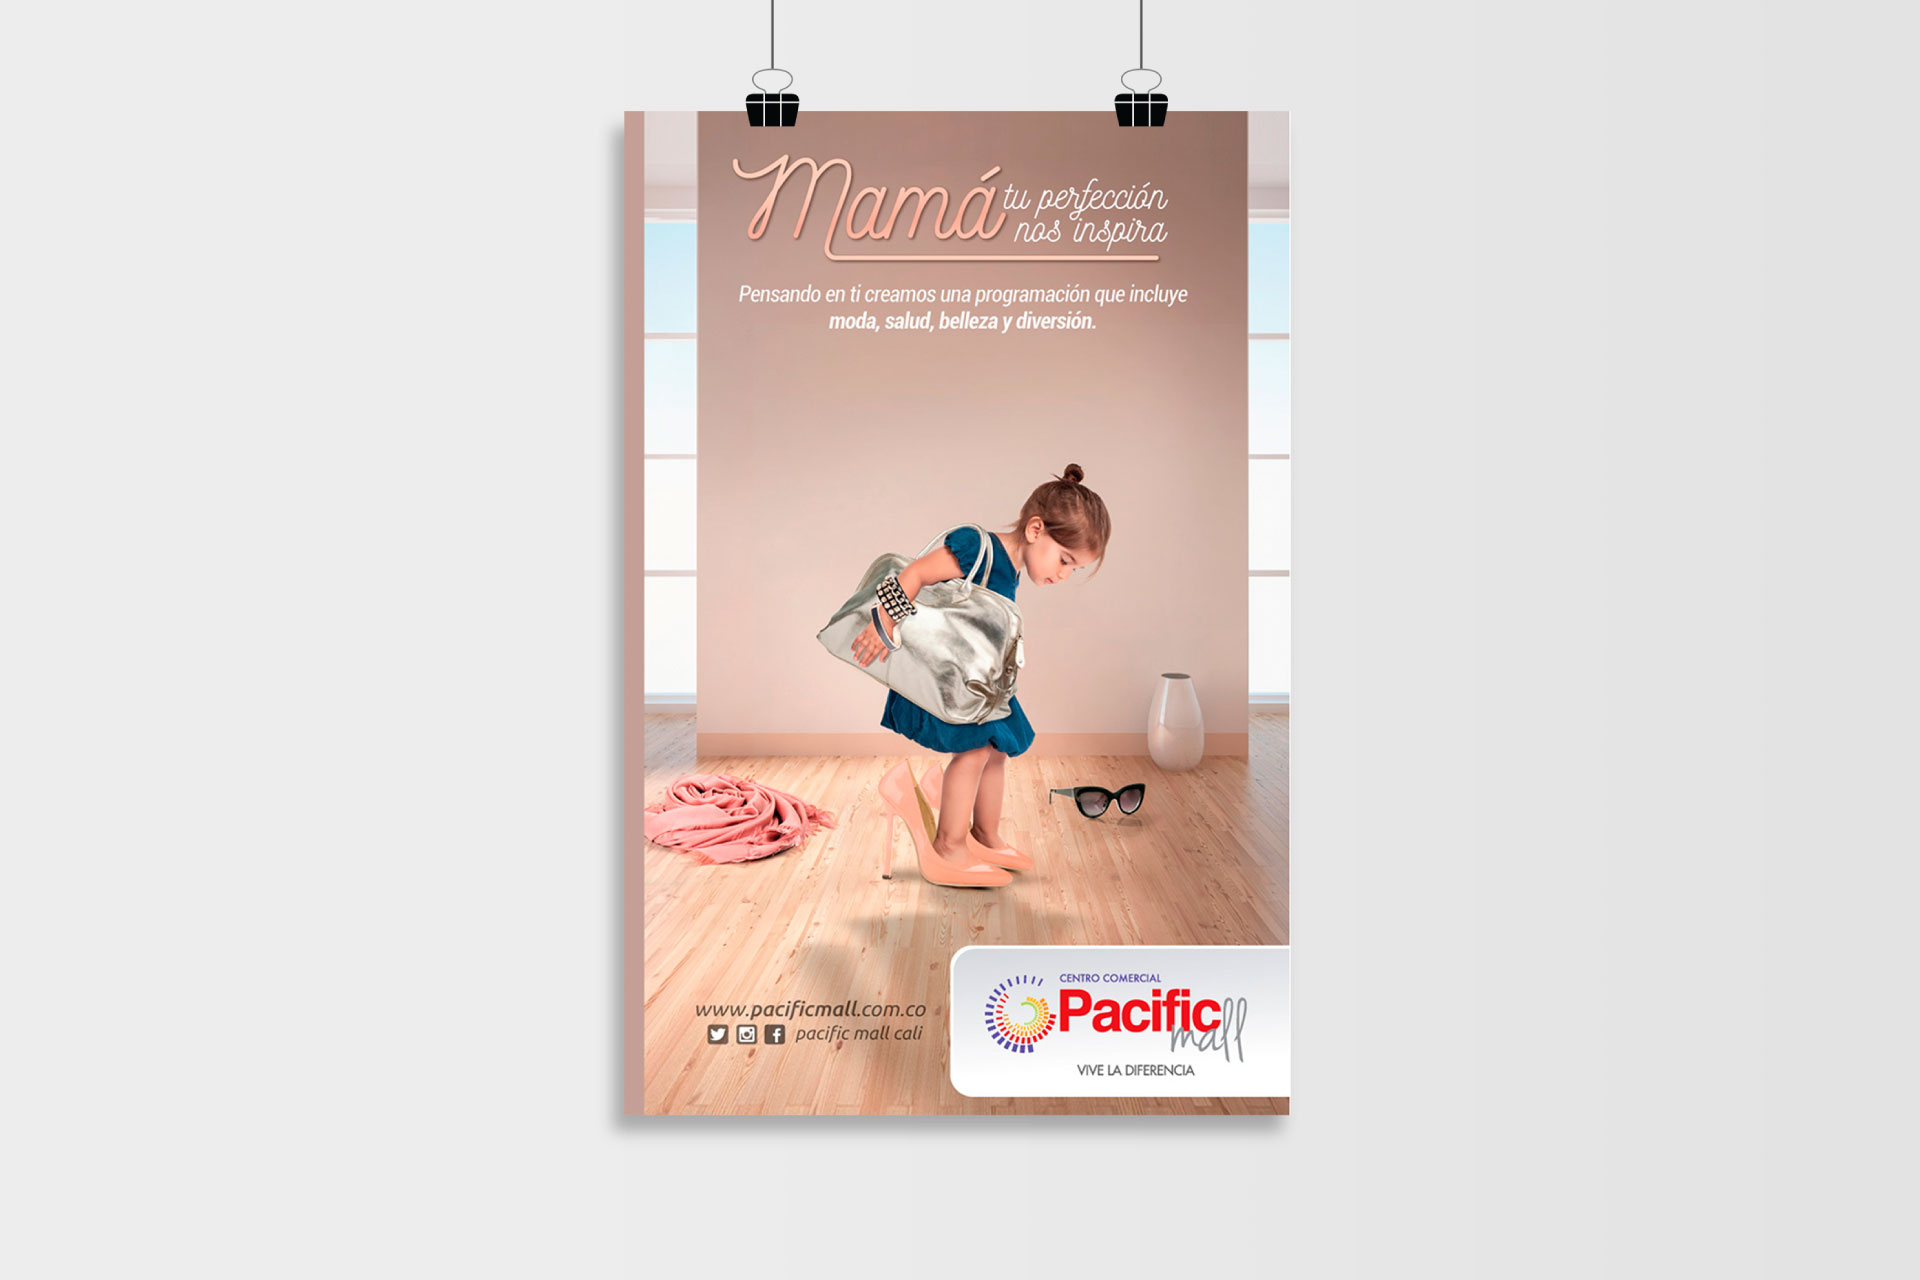 Mamá tu perfección
nos inspira
Pensando en ti creamos una programación que incluye
moda, salud, belleza y diversión.
www.pacificmall.com.co
pacific mall cali
CENTRO COMERCIAL
Pacific
mall
VIVE LA DIFERENCIA